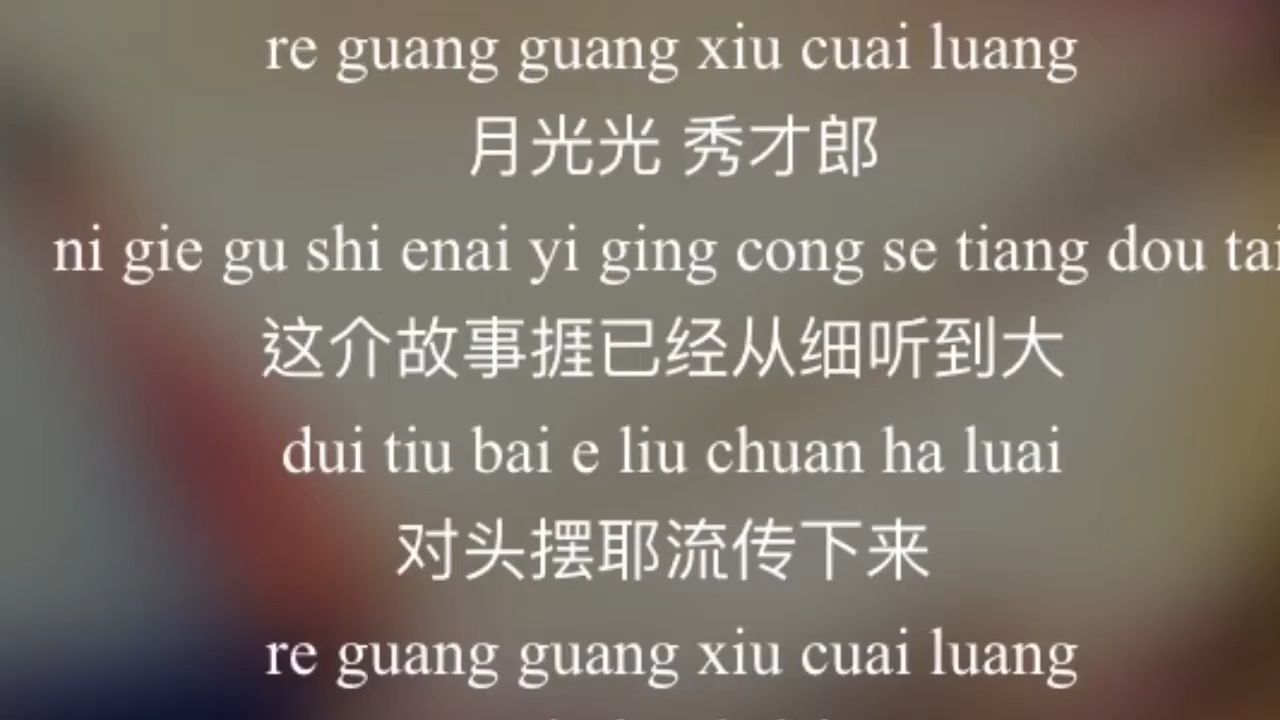 re guang guang xiu cuai luang
月光光 秀才郎
ni gie gu shi enai yi ging cong se tiang dou tai
这介故事捱已经从细听到大
dui tiu bai e liu chuan ha luai
对头摆耶流传下来
re guang guang xiu cuai luang